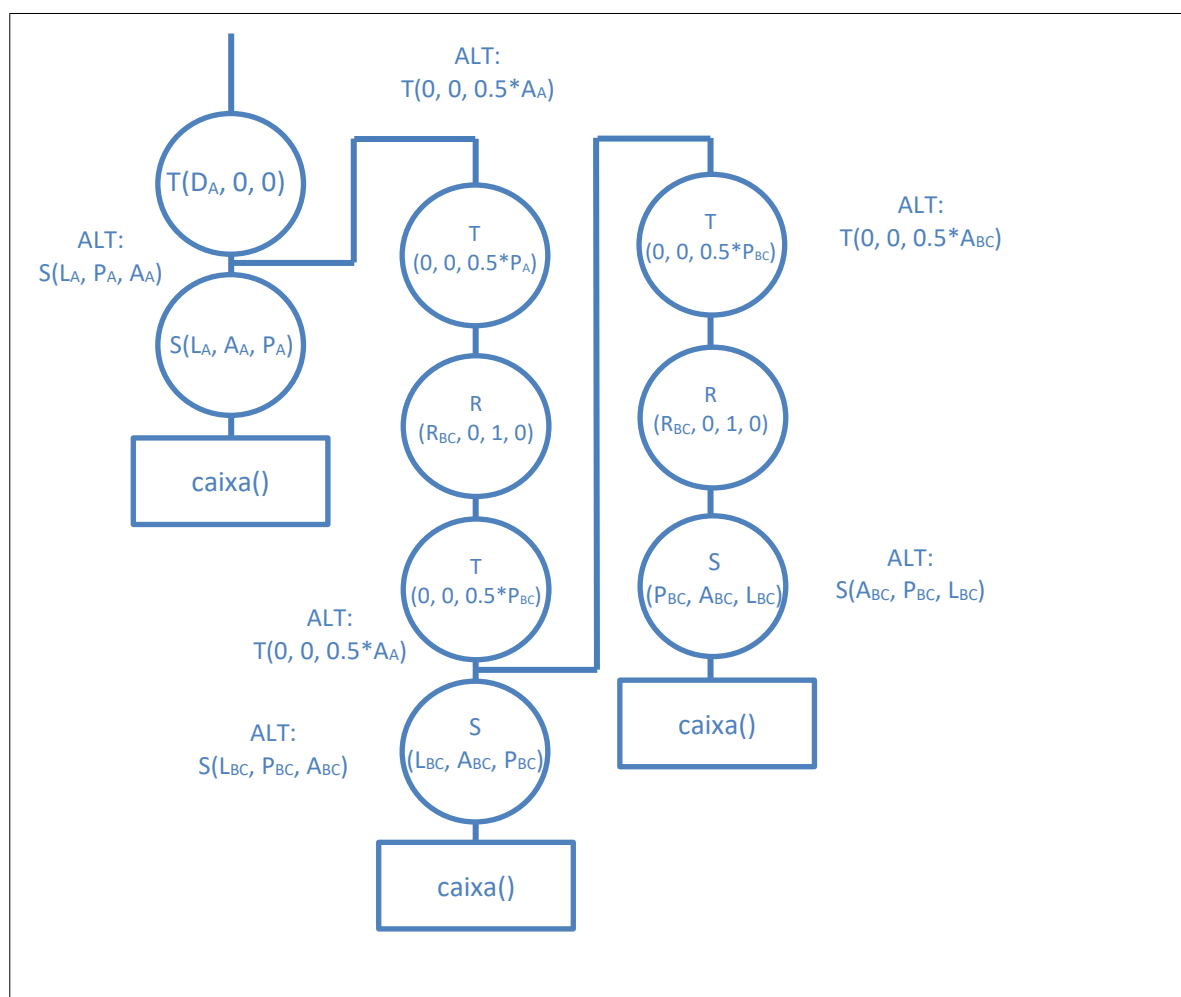 ALT:
T(0, 0, 0.5*AA)
T(DA, 0, 0)
ALT:
S(LA, PA, AA)
S(LA, AA, PA)
caixa()
T
(0, 0, 0.5*PA)
R
(RBC, 0, 1, 0)
T
(0, 0, 0.5*PBC)
ALT:
T(0, 0, 0.5*AA)
S
(LBC, ABC, PBC)
ALT:
S(LBC, PBC, ABC)
caixa()
T
(0, 0, 0.5*PBC)
ALT:
T(0, 0, 0.5*ABC)
R
(RBC, 0, 1, 0)
S
(PBC, ABC, LBC)
ALT:
S(ABC, PBC, LBC)
caixa()